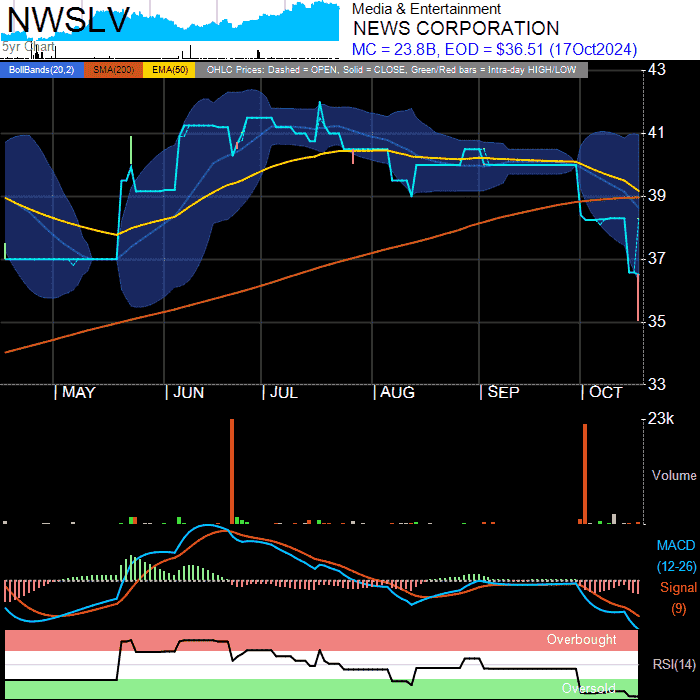 NWSLV
5yr Chart
Media & Entertainment
NEWS CORPORATION
MC = 23.8B, EOD = $36.51 (17Oct2024)
BollBands(20,2) SMA(200) EMA(50) OHLC Prices: Dashed = OPEN, Solid = CLOSE, Green/Red bars = Intra-day HIGH/LOW
43
41
39
37
35
33
MAY JUN JUL AUG SEP OCT
23k
Volume
MACD
(12-26)
Signal
(9)
Overbought
RSI(14)
Oversold